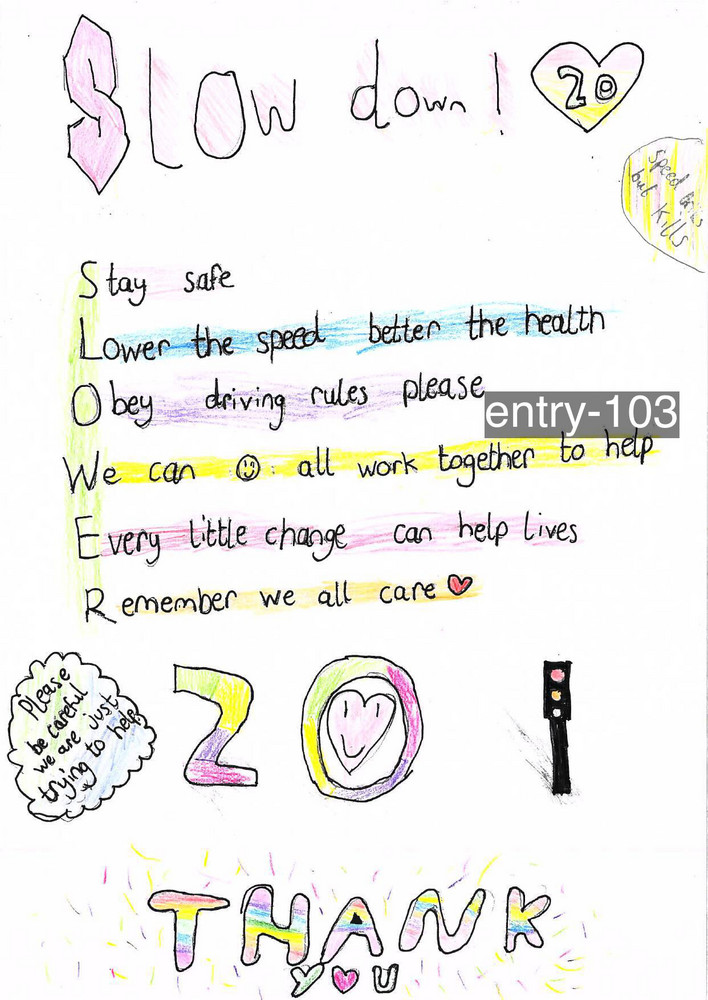 Slow down!
20
Speed
but Kills
Stay safe
Lower the speed better the health
Obey driving rules please
entry-103
We can all work together to help
Every little change can help lives
Remember we all care
Please
be careful
we are just
trying to help
20
THANK
You